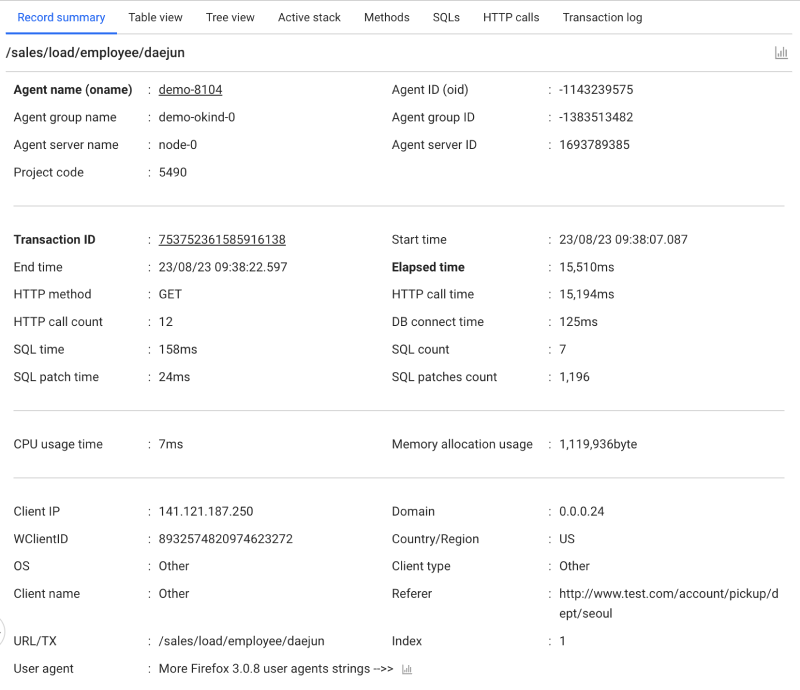 Record summary Table view Tree view Active stack Methods SQLs HTTP calls Transaction log
/sales/load/employee/daejun
Agent name (oname) : demo-8104 Agent ID (oid) : -1143239575
Agent group name : demo-okind-0 Agent group ID : -1383513482
Agent server name : node-0 Agent server ID : 1693789385
Project code : 5490
Transaction ID : 753752361585916138 Start time : 23/08/23 09:38:07.087
End time : 23/08/23 09:38:22.597 Elapsed time : 15,510ms
HTTP method : GET HTTP call time : 15,194ms
HTTP call count : 12 DB connect time : 125ms
SQL time : 158ms SQL count : 7
SQL patch time : 24ms SQL patches count : 1,196
CPU usage time : 7ms Memory allocation usage : 1,119,936byte
Client IP : 141.121.187.250 Domain : 0.0.0.24
WClientID : 8932574820974623272 Country/Region : US
OS : Other Client type : Other
Client name : Other Referer : http://www.test.com/account/pickup/d
ept/seoul
URL/TX : /sales/load/employee/daejun Index : 1
User agent : More Firefox 3.0.8 user agents strings -->>